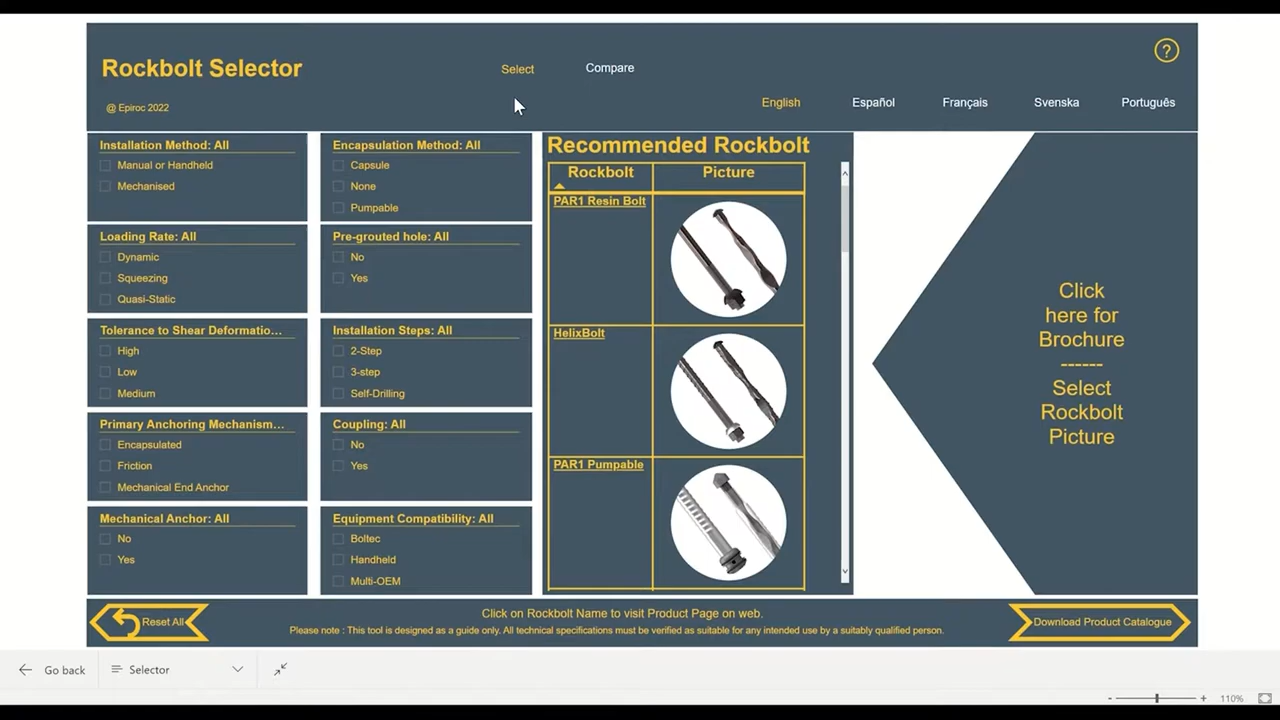 Rockbolt Selector
@ Epiroc 2022
Select
Compare
?
English
Español
Français
Svenska
Português
Installation Method: All
Manual or Handheld
Mechanised
Loading Rate: All
Dynamic
Squeezing
Quasi-Static
Tolerance to Shear Deformatio...
High
Low
Medium
Primary Anchoring Mechanism...
Encapsulated
Friction
Mechanical End Anchor
Mechanical Anchor: All
No
Yes
Encapsulation Method: All
Capsule
None
Pumpable
Pre-grouted hole: All
No
Yes
Installation Steps: All
2-Step
3-step
Self-Drilling
Coupling: All
No
Yes
Equipment Compatibility: All
Boltec
Handheld
Multi-OEM
Recommended Rockbolt
Rockbolt
Picture
PAR1 Resin Bolt
HelixBolt
PAR1 Pumpable
Click
here for
Brochure
------
Select
Rockbolt
Picture
Reset All
Click on Rockbolt Name to visit Product Page on web.
Please note : This tool is designed as a guide only. All technical specifications must be verified as suitable for any intended use by a suitably qualified person.
Download Product Catalogue
Go back
Selector
- + 110%